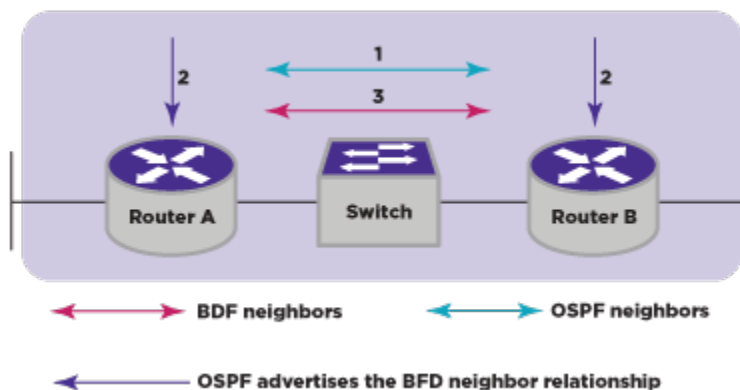 1
2
2
3
Router A
Switch
Router B
BDF neighbors
OSPF neighbors
OSPF advertises the BFD neighbor relationship